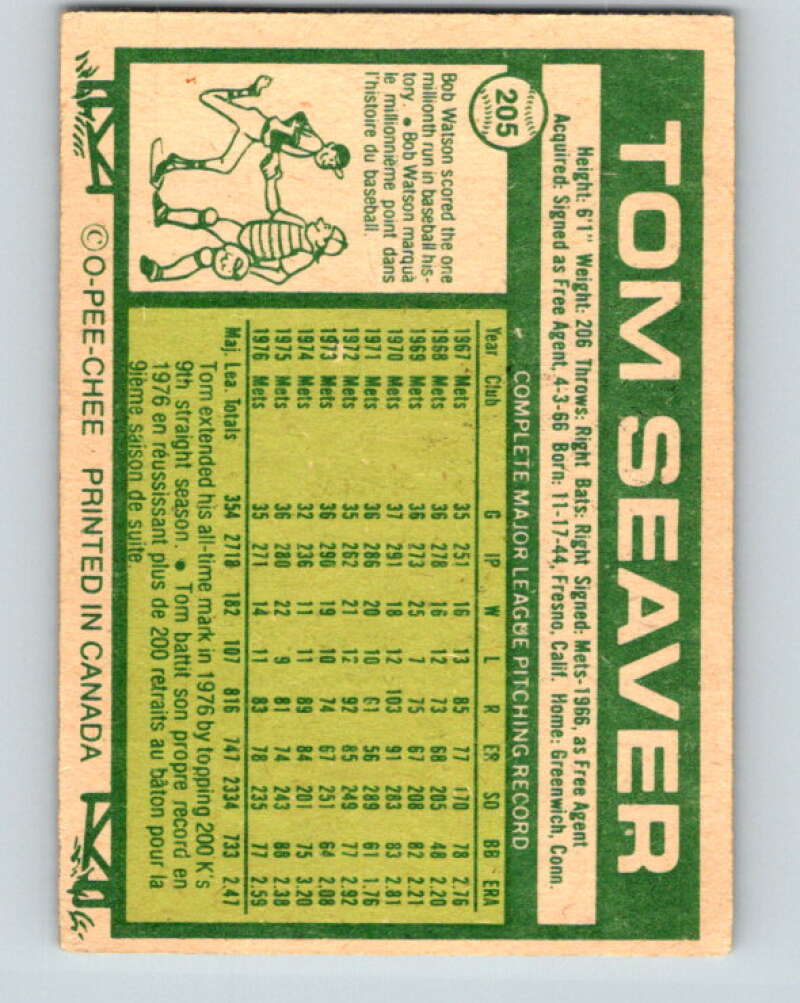 TOM SEAVER
Height: 6'1" Weight: 206 Throws: Right Bats: Right Signed: Mets-1966, as Free Agent
Acquired: Signed as Free Agent, 4-3-66 Born: 11-17-44, Fresno, Calif. Home: Greenwich, Conn.
205
Bob Watson scored the one
millionth run in baseball his-
tory. • Bob Watson marquà
le millionnième point dans
l'histoire du baseball.
COMPLETE MAJOR LEAGUE PITCHING RECORD
Year Club G IP W L R ER SO BB ERA
1967 Mets 35 251 16 13 85 77 170 78 2.76
1968 Mets 36 278 16 12 73 68 205 48 2.20
1969 Mets 36 273 25 7 75 67 208 82 2.21
1970 Mets 37 291 18 12 103 91 283 83 2.81
1971 Mets 36 286 20 10 61 56 289 61 1.76
1972 Mets 35 262 21 12 92 85 249 77 2.92
1973 Mets 36 290 19 10 74 67 251 64 2.08
1974 Mets 32 236 11 11 89 84 201 75 3.20
1975 Mets 36 280 22 9 81 74 243 88 2.38
1976 Mets 35 271 14 11 83 78 235 77 2.59
Maj. Lea. Totals 354 2718 182 107 816 747 2334 733 2.47
Tom extended his all-time mark in 1976 by topping 200 K's
9th straight season. • Tom battit son propre record en
1976 en réussissant plus de 200 retraits au bâton pour la
9ième saison de suite.
©O-PEE-CHEE PRINTED IN CANADA